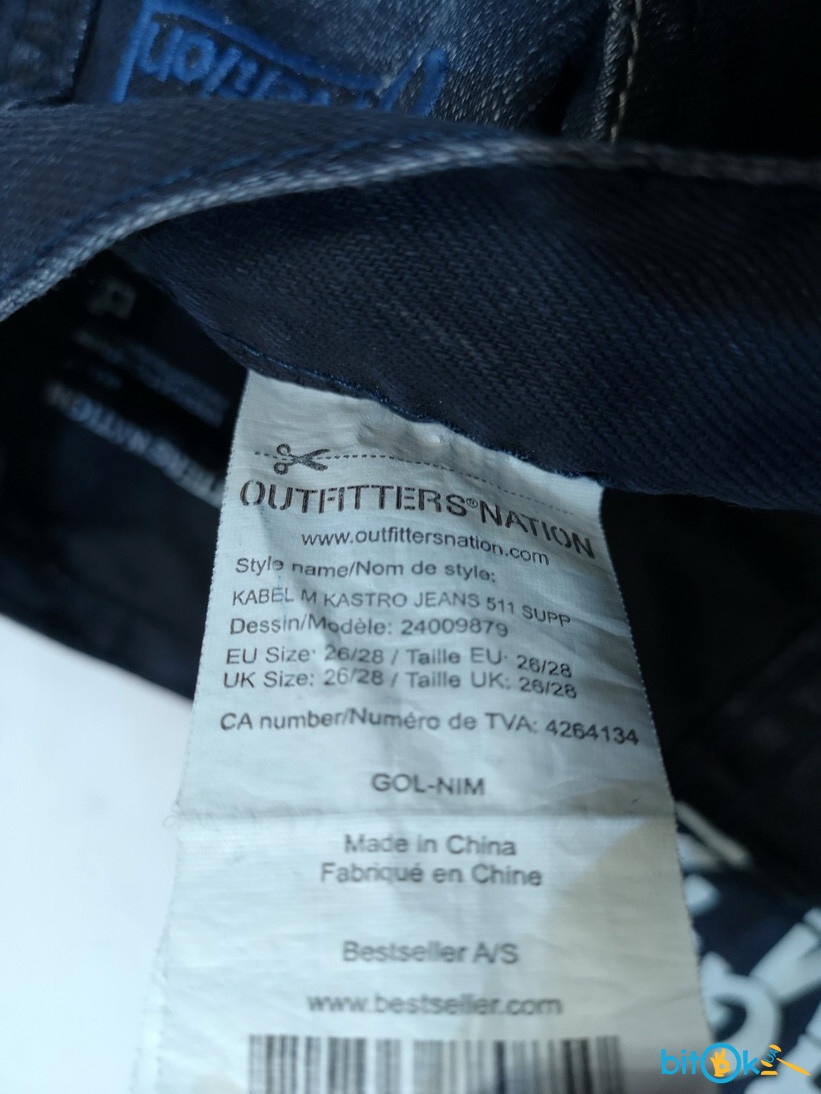 OUTFITTERS®NATION
www.outfittersnation.com
Style name/Nom de style:
KABEL M KASTRO JEANS 511 SUPP
Dessin/Modèle: 24009879
EU Size: 26/28 / Taille EU: 26/28
UK Size: 26/28 / Taille UK: 26/28
CA number/Numéro de TVA: 4264134
GOL-NIM
Made in China
Fabriqué en Chine
Bestseller A/S
www.bestseller.com
bitOk